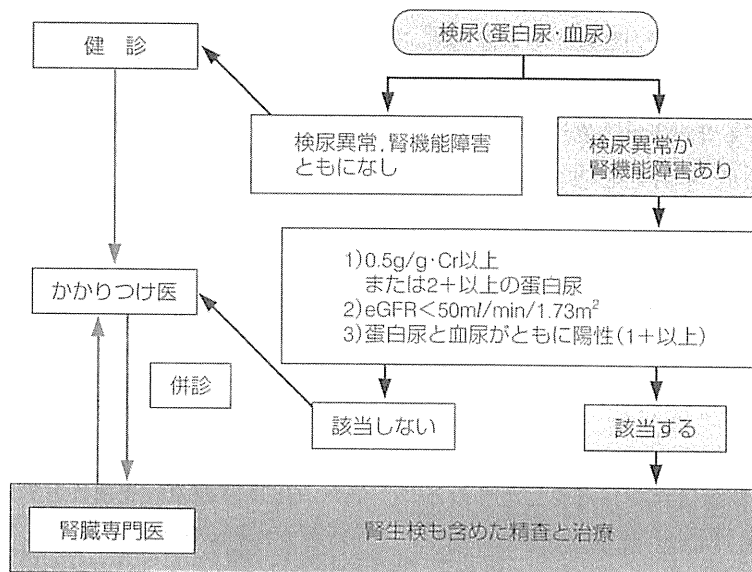 検尿(蛋白尿・血尿)
健　診
検尿異常,腎機能障害
ともになし
検尿異常か
腎機能障害あり
1)0.5g/g・Cr以上
または2+以上の蛋白尿
2)eGFR<50ml/min/1.73m²
3)蛋白尿と血尿がともに陽性(1+以上)
かかりつけ医
併診
該当しない
該当する
腎臓専門医
腎生検も含めた精査と治療